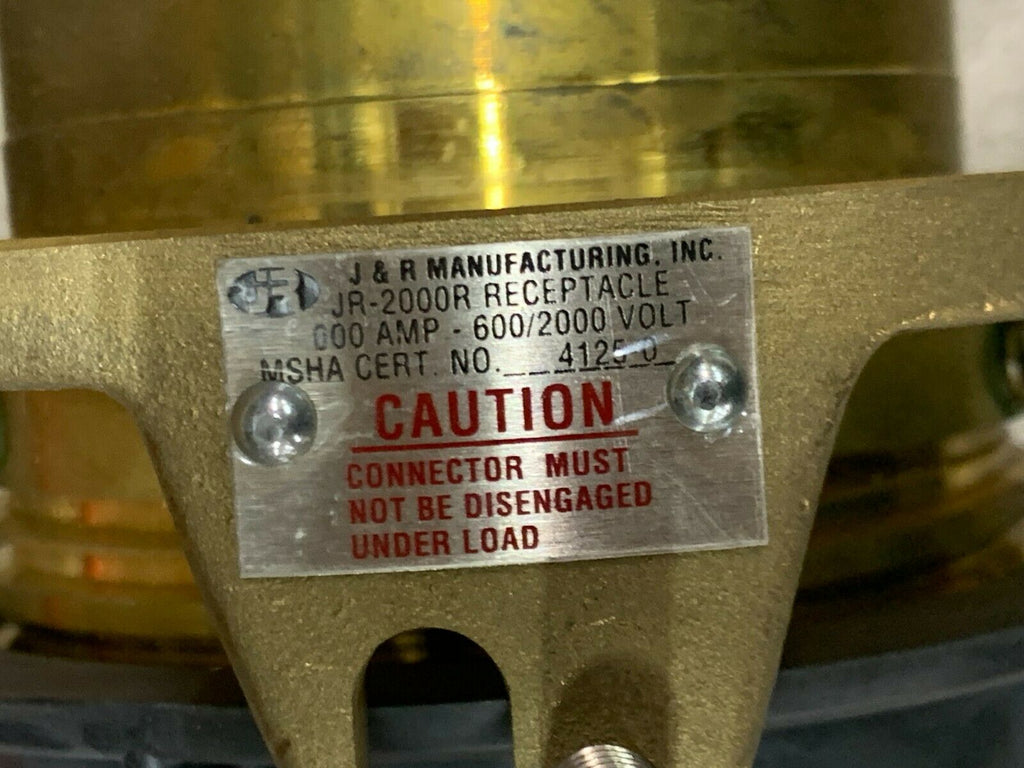 J & R MANUFACTURING, INC.
JR-2000R RECEPTACLE
AMP - 600/2000 VOLT
MSHA CERT. NO.
CAUTION
CONNECTOR MUST
NOT BE DISENGAGED
UNDER LOAD